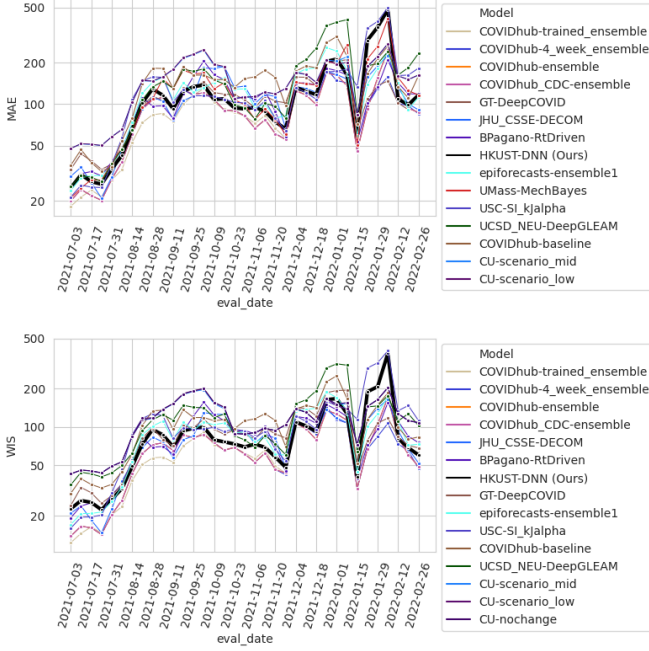 500
200
100
50
20
MAE
2021-07-03
2021-07-17
2021-07-31
2021-08-14
2021-08-28
2021-09-11
2021-09-25
2021-10-09
2021-10-23
2021-11-06
2021-11-20
2021-12-04
2021-12-18
2022-01-01
2022-01-15
2022-01-29
2022-02-12
2022-02-26
eval_date
Model
COVIDhub-trained_ensemble
COVIDhub-4_week_ensemble
COVIDhub-ensemble
COVIDhub_CDC-ensemble
GT-DeepCOVID
JHU_CSSE-DECOM
BPagano-RtDriven
HKUST-DNN (Ours)
epiforecasts-ensemble1
UMass-MechBayes
USC-SI_kJalpha
UCSD_NEU-DeepGLEAM
COVIDhub-baseline
CU-scenario_mid
CU-scenario_low
500
200
100
50
20
WIS
2021-07-03
2021-07-17
2021-07-31
2021-08-14
2021-08-28
2021-09-11
2021-09-25
2021-10-09
2021-10-23
2021-11-06
2021-11-20
2021-12-04
2021-12-18
2022-01-01
2022-01-15
2022-01-29
2022-02-12
2022-02-26
eval_date
Model
COVIDhub-trained_ensemble
COVIDhub-4_week_ensemble
COVIDhub-ensemble
COVIDhub_CDC-ensemble
JHU_CSSE-DECOM
BPagano-RtDriven
HKUST-DNN (Ours)
GT-DeepCOVID
epiforecasts-ensemble1
USC-SI_kJalpha
COVIDhub-baseline
UCSD_NEU-DeepGLEAM
CU-scenario_mid
CU-scenario_low
CU-nochange